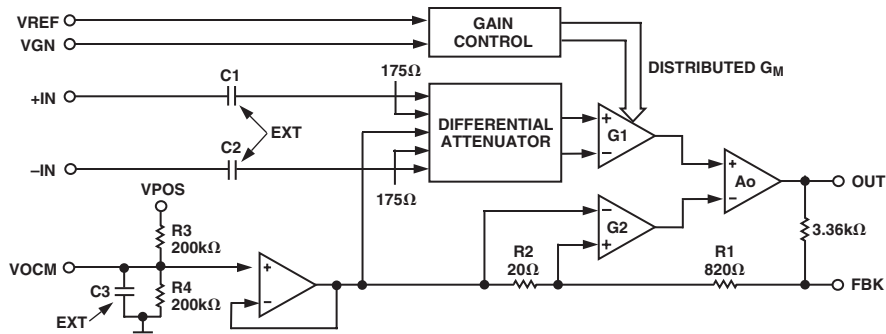 VREF
VGN
GAIN
CONTROL
DISTRIBUTED GM
+IN
C1
175Ω
EXT
DIFFERENTIAL
ATTENUATOR
+
G1
–
–IN
C2
175Ω
+
Ao
–
OUT
VPOS
R3
200kΩ
–
G2
+
3.36kΩ
VOCM
R4
200kΩ
C3
EXT
+
–
R2
20Ω
R1
820Ω
FBK